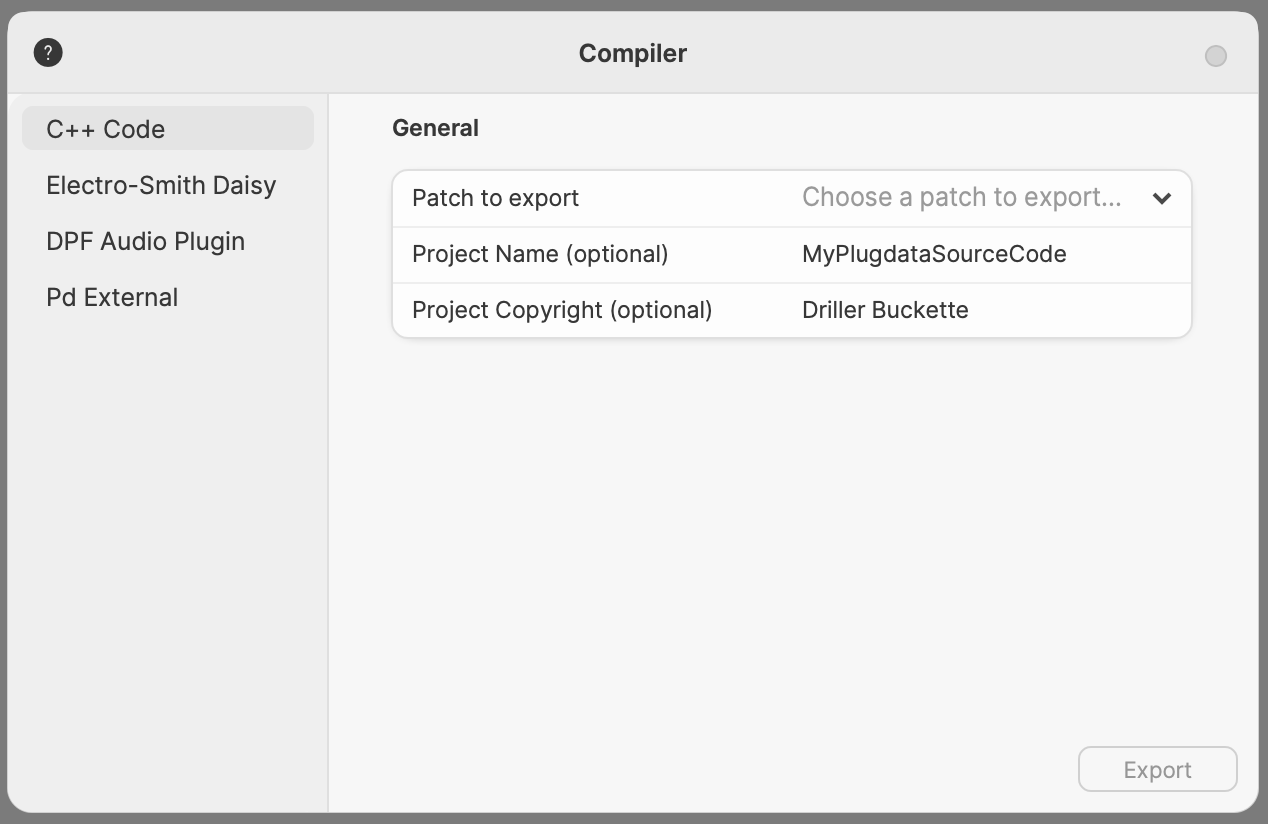 ?
Compiler
C++ Code
Electro-Smith Daisy
DPF Audio Plugin
Pd External
General
Patch to export Choose a patch to export...
Project Name (optional) MyPlugdataSourceCode
Project Copyright (optional) Driller Buckette
Export